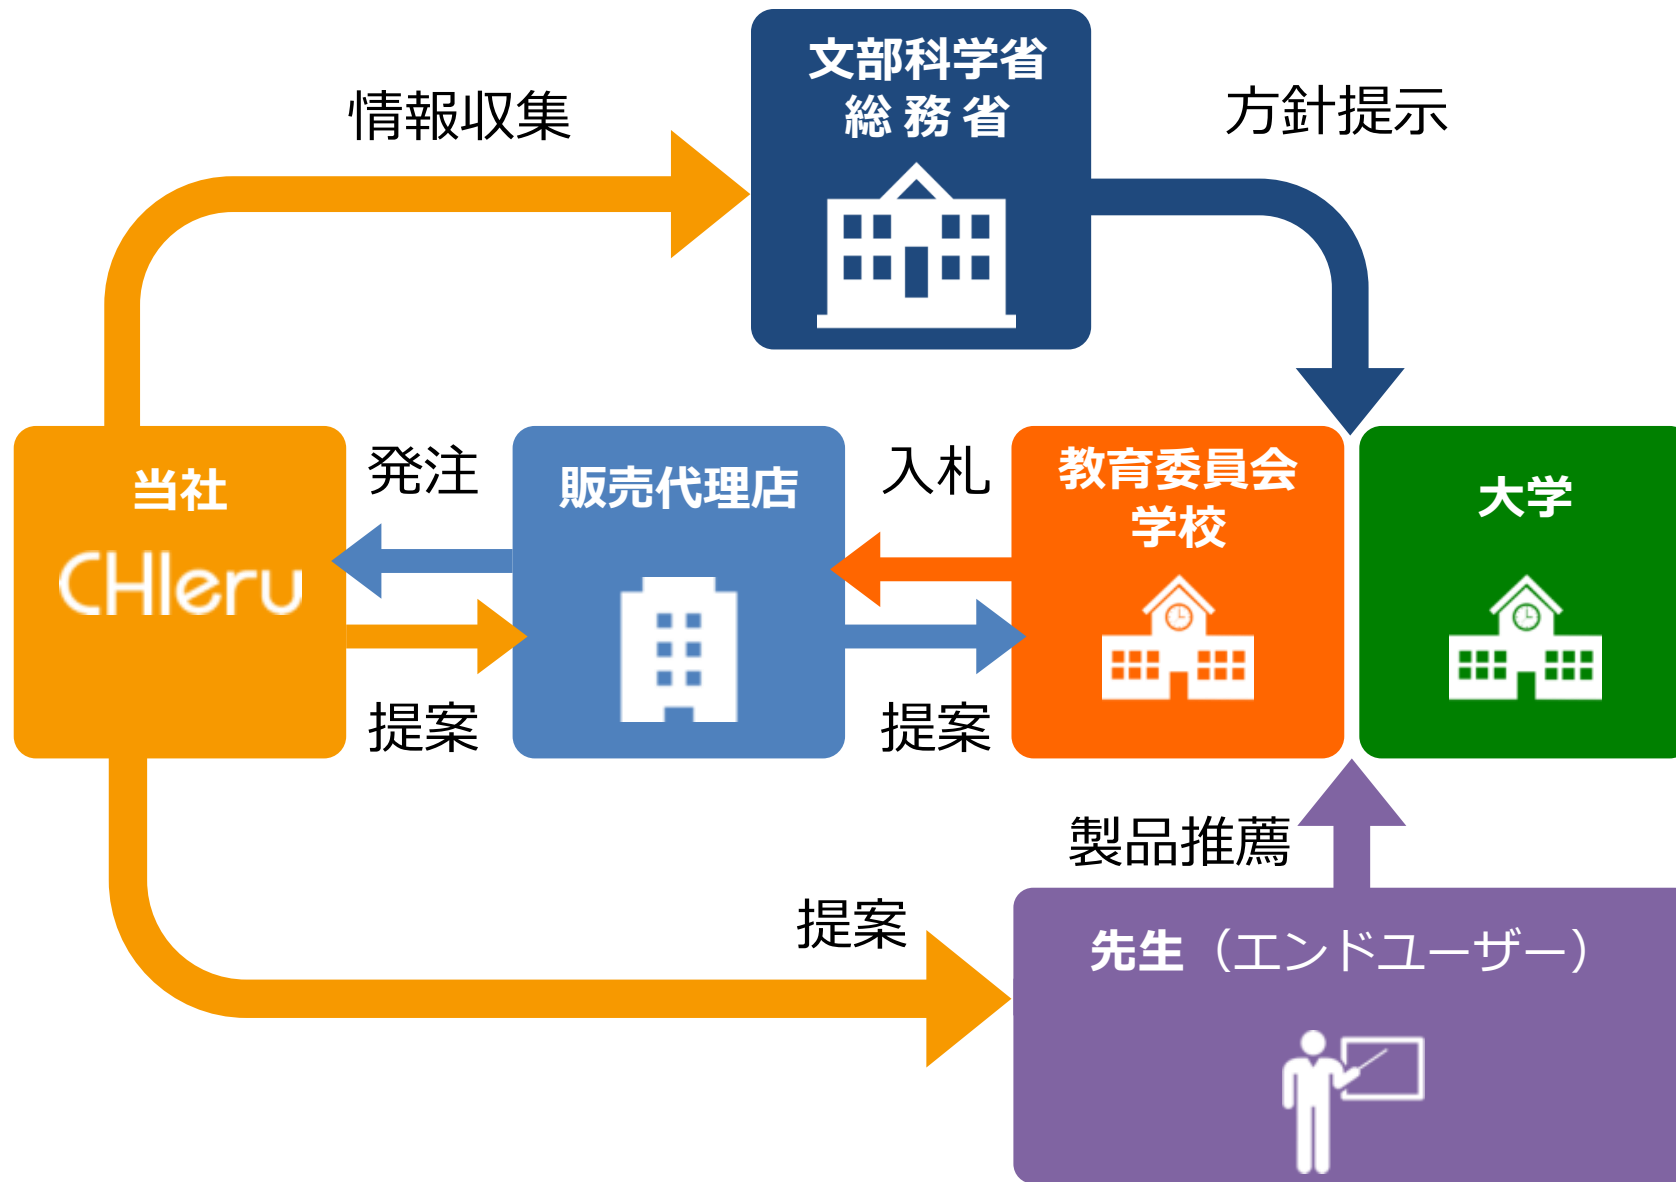 文部科学省
総務省
情報収集
方針提示
当社
CHIeru
発注
販売代理店
入札
教育委員会
学校
大学
提案
提案
製品推薦
提案
先生（エンドユーザー）